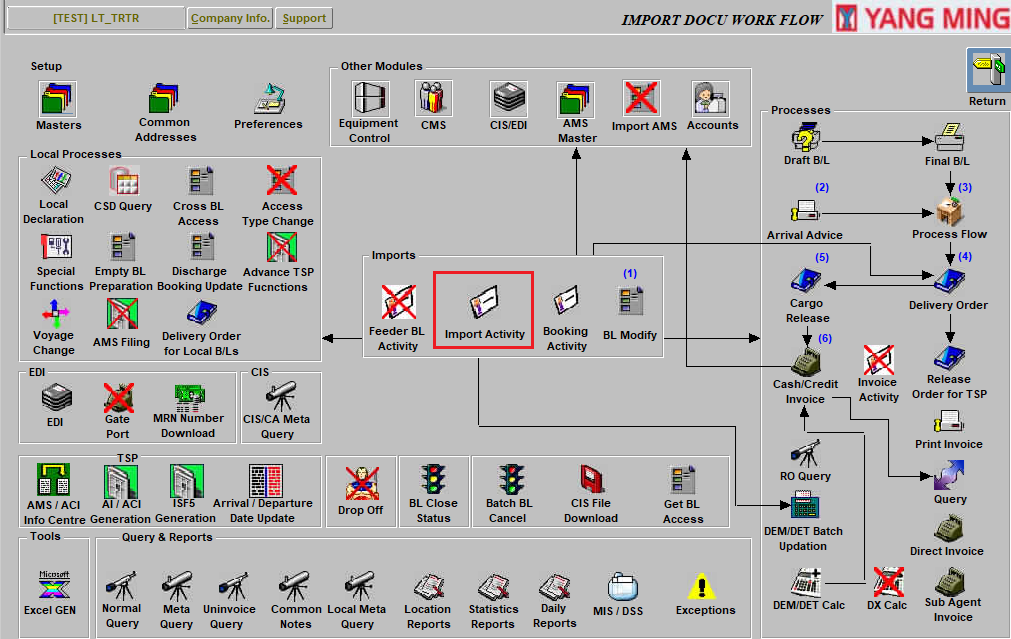 [TEST] LT_TRTR
Company Info.
Support
IMPORT DOCU WORK FLOW
YANG MING
Return
Setup
Masters
Common
Addresses
Preferences
Other Modules
Equipment
Control
CMS
CIS/EDI
AMS
Master
Import AMS
Accounts
Local Processes
Local
Declaration
CSD Query
Cross BL
Access
Access
Type Change
Special
Functions
Empty BL
Preparation
Discharge
Booking Update
Advance TSP
Fucnctions
Voyage
Change
AMS Filing
Delivery Order
for Local B/Ls
Imports
Feeder BL
Activity
Import Activity
Booking
Activity
(1)
BL Modify
Processes
Draft B/L
Final B/L
(2)
Arrival Advice
(3)
Process Flow
(5)
Cargo
Release
(4)
Delivery Order
(6)
Cash/Credit
Invoice
Invoice
Activity
Release
Order for TSP
Print Invoice
RO Query
Query
DEM/DET Batch
Updation
Direct Invoice
DEM/DET Calc
DX Calc
Sub Agent
Invoice
EDI
EDI
Gate
Port
MRN Number
Download
CIS
CIS/CA Meta
Query
TSP
AMS / ACI
Info Centre
AI / ACI
Generation
ISF5
Generation
Arrival / Departure
Date Update
Drop Off
BL Close
Status
Batch BL
Cancel
CIS File
Download
Get BL
Access
Tools
Microsoft
Excel GEN
Query & Reports
Normal
Query
Meta
Query
Uninvoice
Query
Common
Notes
Local Meta
Query
Location
Reports
Statistics
Reports
Daily
Reports
MIS / DSS
Exceptions